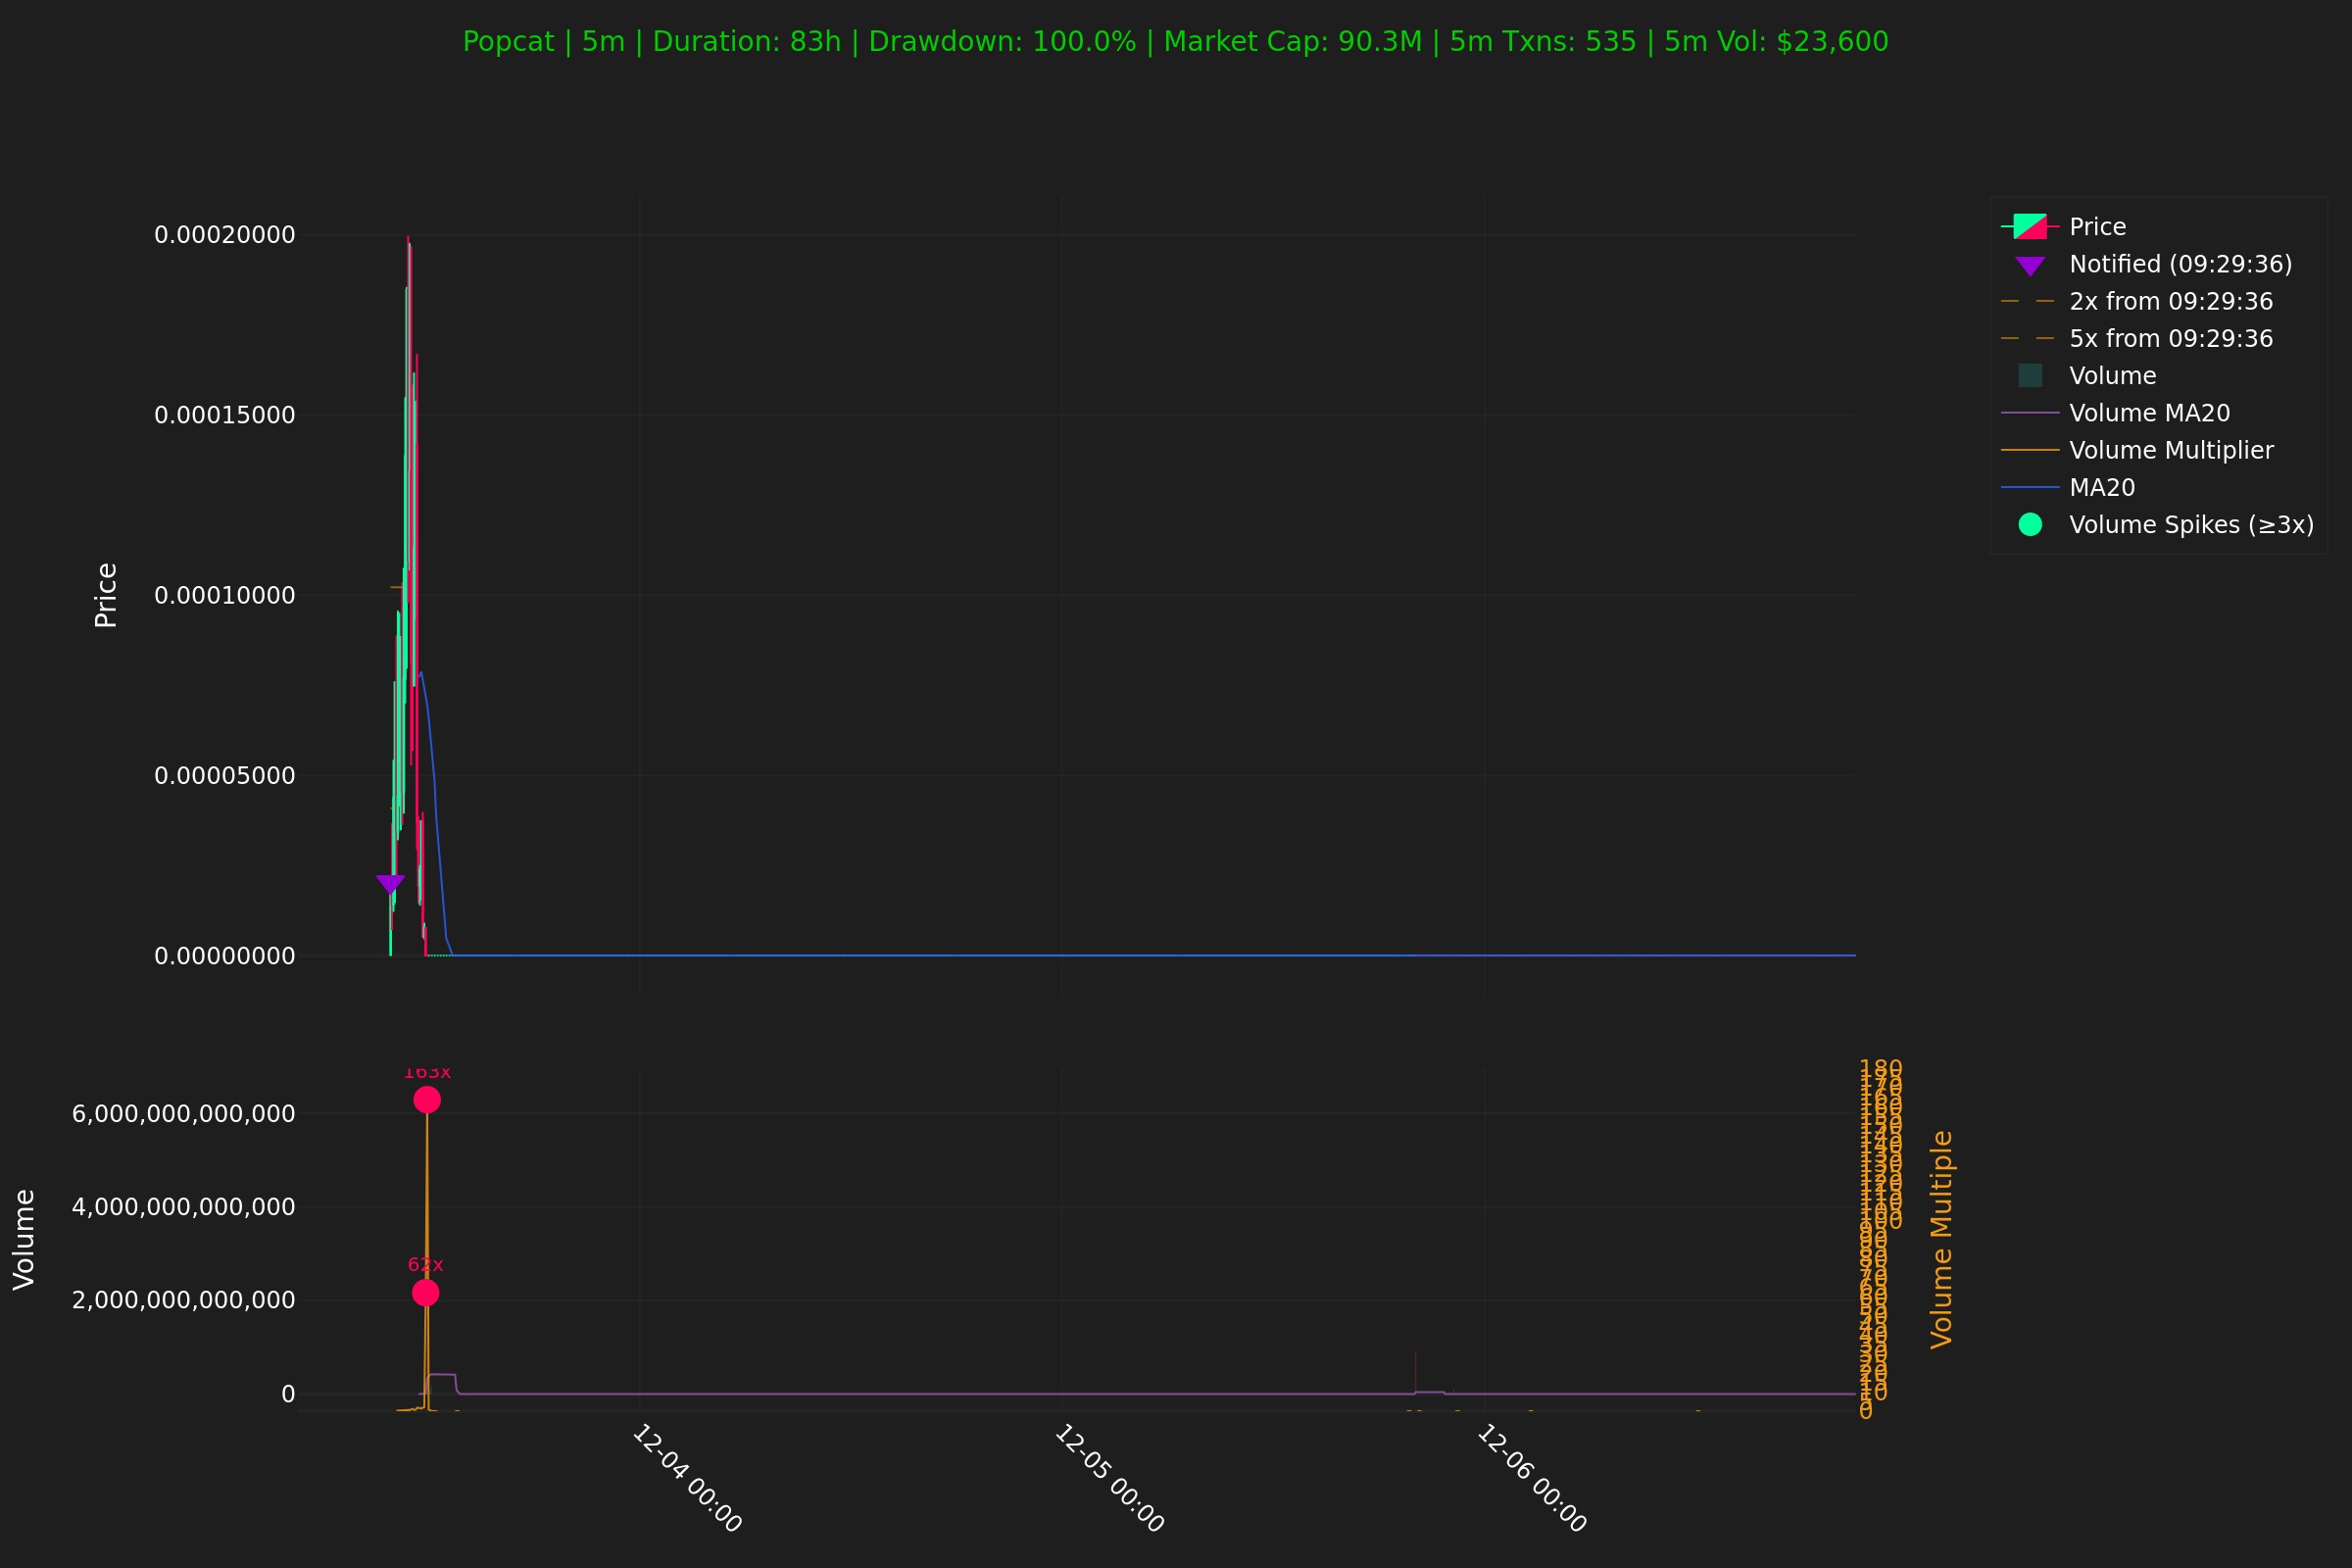 Popcat | 5m | Duration: 83h | Drawdown: 100.0% | Market Cap: 90.3M | 5m Txns: 535 | 5m Vol: $23,600
Price
0.00020000
0.00015000
0.00010000
0.00005000
0.00000000
Price
Notified (09:29:36)
2x from 09:29:36
5x from 09:29:36
Volume
Volume MA20
Volume Multiplier
MA20
Volume Spikes (≥3x)
Volume
6,000,000,000,000
4,000,000,000,000
2,000,000,000,000
0
163x
62x
180
100
10
0
Volume Multiple
12-04 00:00
12-05 00:00
12-06 00:00